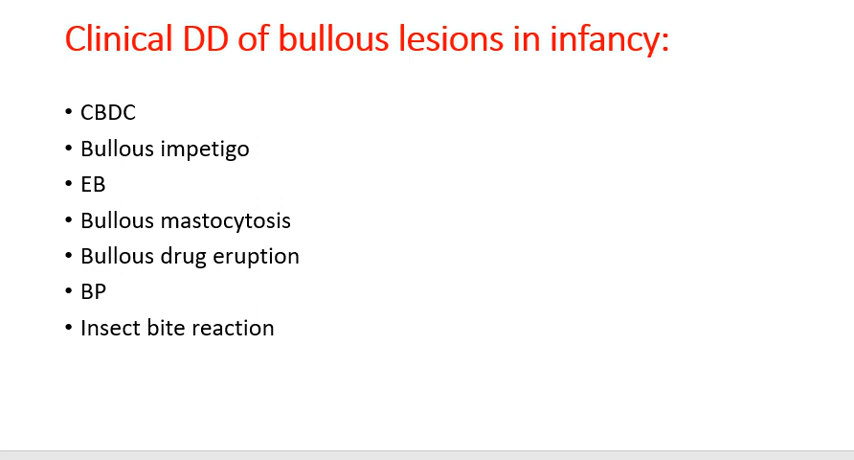 Clinical DD of bullous lesions in infancy:
• CBDC
• Bullous impetigo
• EB
• Bullous mastocytosis
• Bullous drug eruption
• BP
• Insect bite reaction